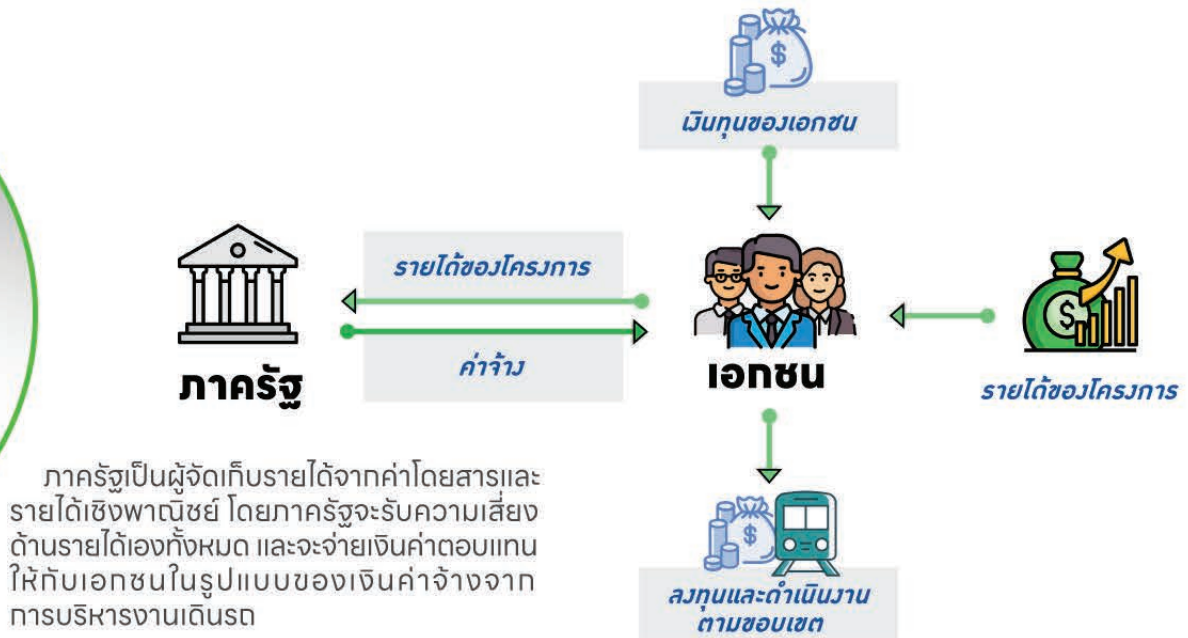 เงินทุนของเอกชน
รายได้ของโครงการ
ค่าจ้าง
ภาครัฐ
เอกชน
รายได้ของโครงการ
ภาครัฐเป็นผู้จัดเก็บรายได้จากค่าโดยสารและ
รายได้เชิงพาณิชย์ โดยภาครัฐจะรับความเสี่ยง
ด้านรายได้เองทั้งหมด และจะจ่ายเงินค่าตอบแทน
ให้กับเอกชนในรูปแบบของเงินค่าจ้างจาก
การบริหารงานเดินรถ
ลงทุนและดำเนินงาน
ตามขอบเขต